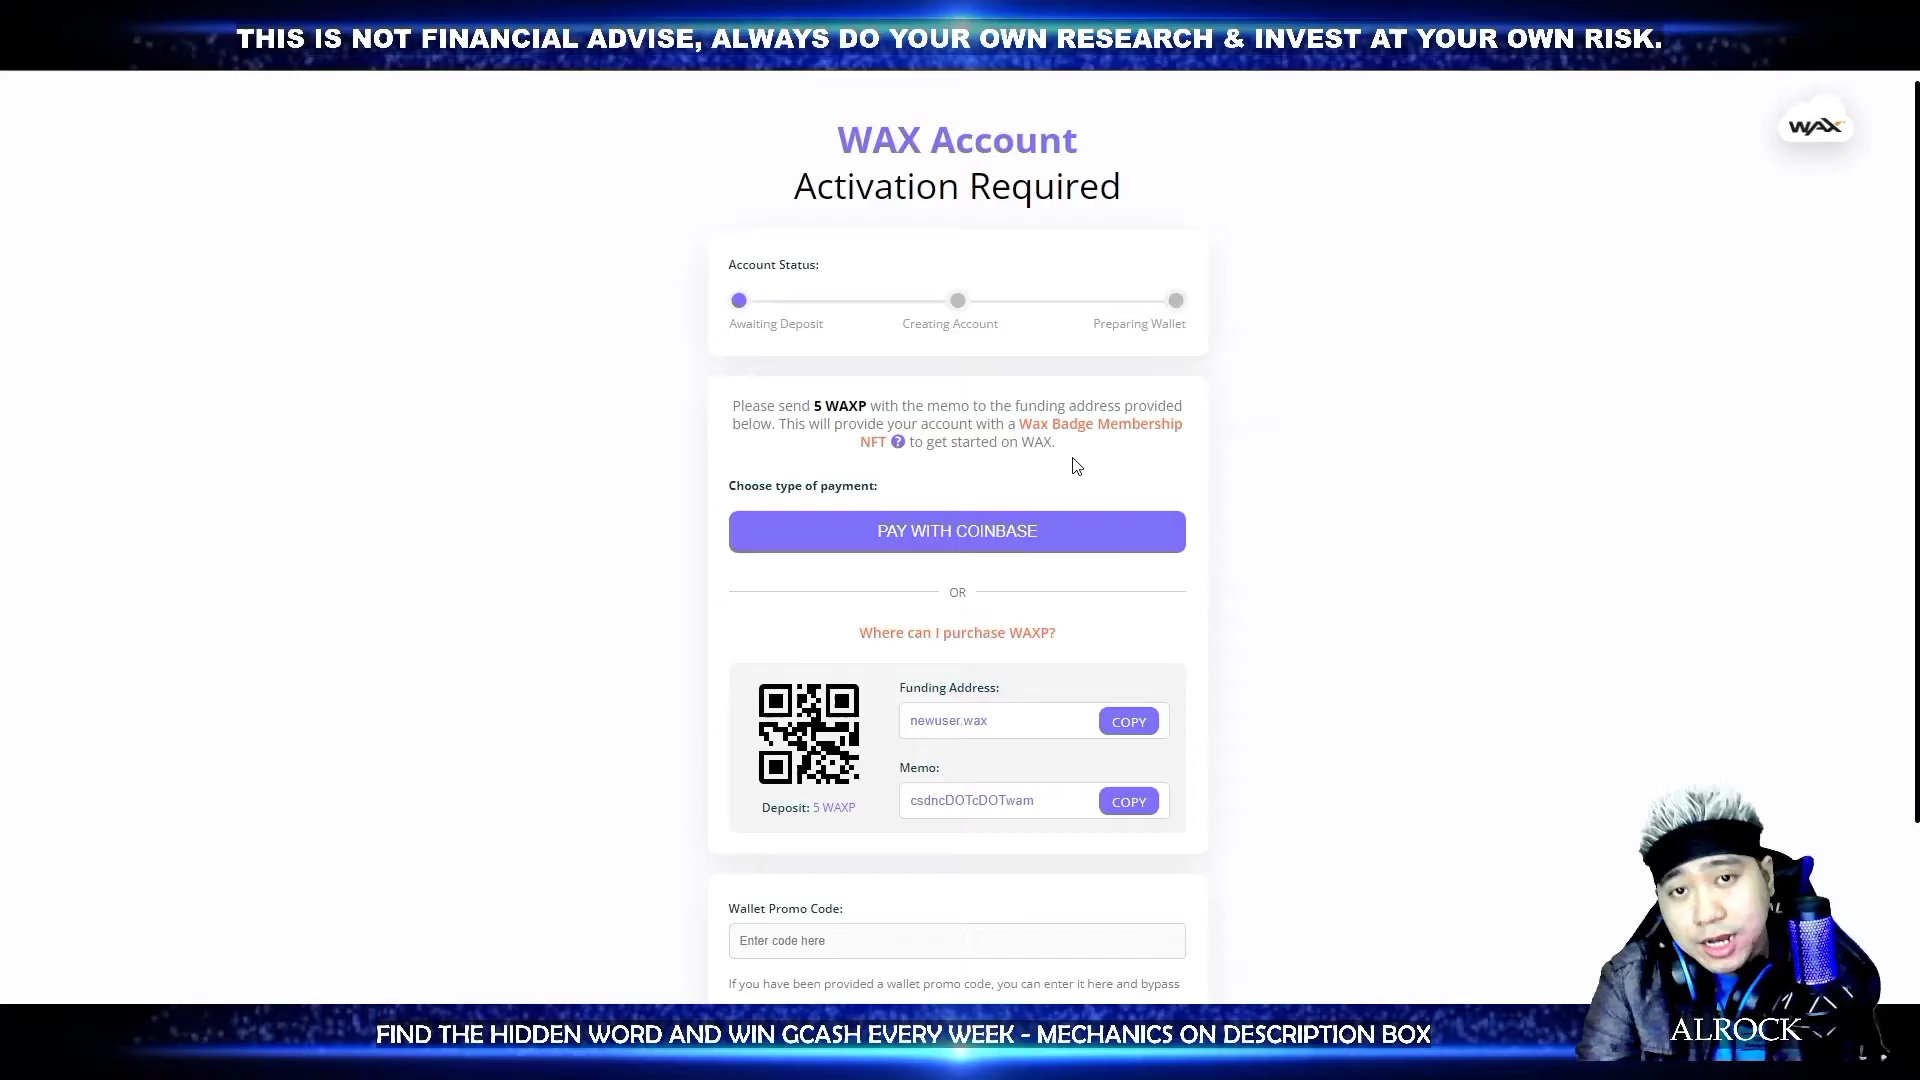 THIS IS NOT FINANCIAL ADVISE, ALWAYS DO YOUR OWN RESEARCH & INVEST AT YOUR OWN RISK.
WAX
WAX Account
Activation Required
Account Status:
Awaiting Deposit
Creating Account
Preparing Wallet
Please send 5 WAXP with the memo to the funding address provided
below. This will provide your account with a Wax Badge Membership
NFT ? to get started on WAX.
Choose type of payment:
PAY WITH COINBASE
OR
Where can I purchase WAXP?
Funding Address:
newuser.wax
COPY
Memo:
csdncDOTcDOTwam
COPY
Deposit: 5 WAXP
Wallet Promo Code:
Enter code here
If you have been provided a wallet promo code, you can enter it here and bypass
ALROCK
FIND THE HIDDEN WORD AND WIN GCASH EVERY WEEK - MECHANICS ON DESCRIPTION BOX